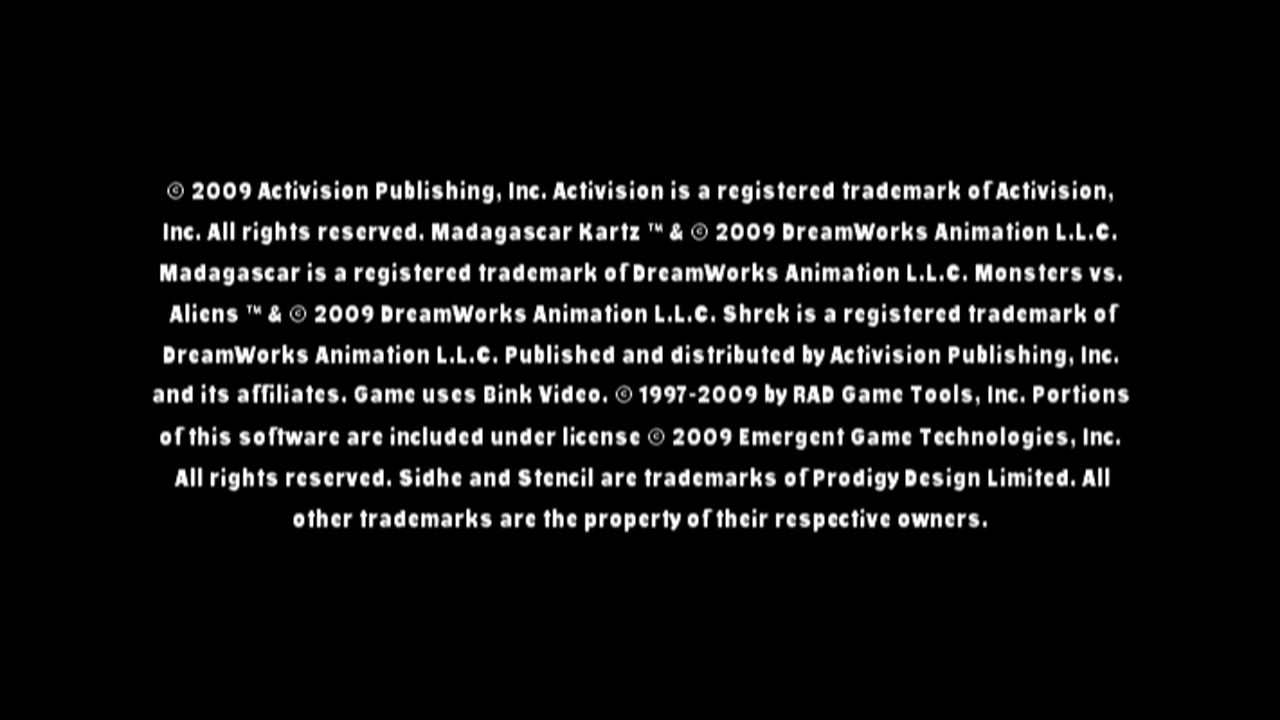 © 2009 Activision Publishing, Inc. Activision is a registered trademark of Activision,
Inc. All rights reserved. Madagascar Kartz ™ & © 2009 DreamWorks Animation L.L.C.
Madagascar is a registered trademark of DreamWorks Animation L.L.C. Monsters vs.
Aliens ™ & © 2009 DreamWorks Animation L.L.C. Shrek is a registered trademark of
DreamWorks Animation L.L.C. Published and distributed by Activision Publishing, Inc.
and its affiliates. Game uses Bink Video. © 1997-2009 by RAD Game Tools, Inc. Portions
of this software are included under license © 2009 Emergent Game Technologies, Inc.
All rights reserved. Sidhe and Stencil are trademarks of Prodigy Design Limited. All
other trademarks are the property of their respective owners.